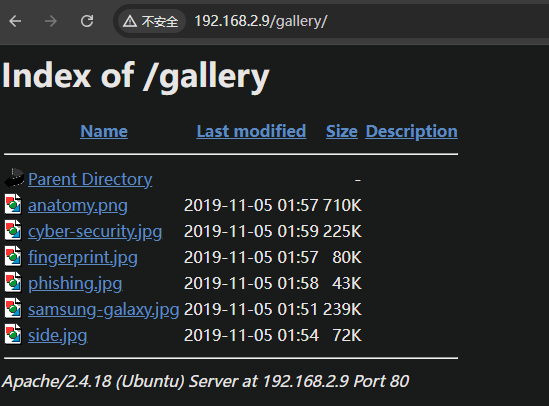 不安全 192.168.2.9/gallery/
Index of /gallery
Name Last modified Size Description
Parent Directory -
anatomy.png 2019-11-05 01:57 710K
cyber-security.jpg 2019-11-05 01:59 225K
fingerprint.jpg 2019-11-05 01:57 80K
phishing.jpg 2019-11-05 01:58 43K
samsung-galaxy.jpg 2019-11-05 01:51 239K
side.jpg 2019-11-05 01:54 72K
Apache/2.4.18 (Ubuntu) Server at 192.168.2.9 Port 80